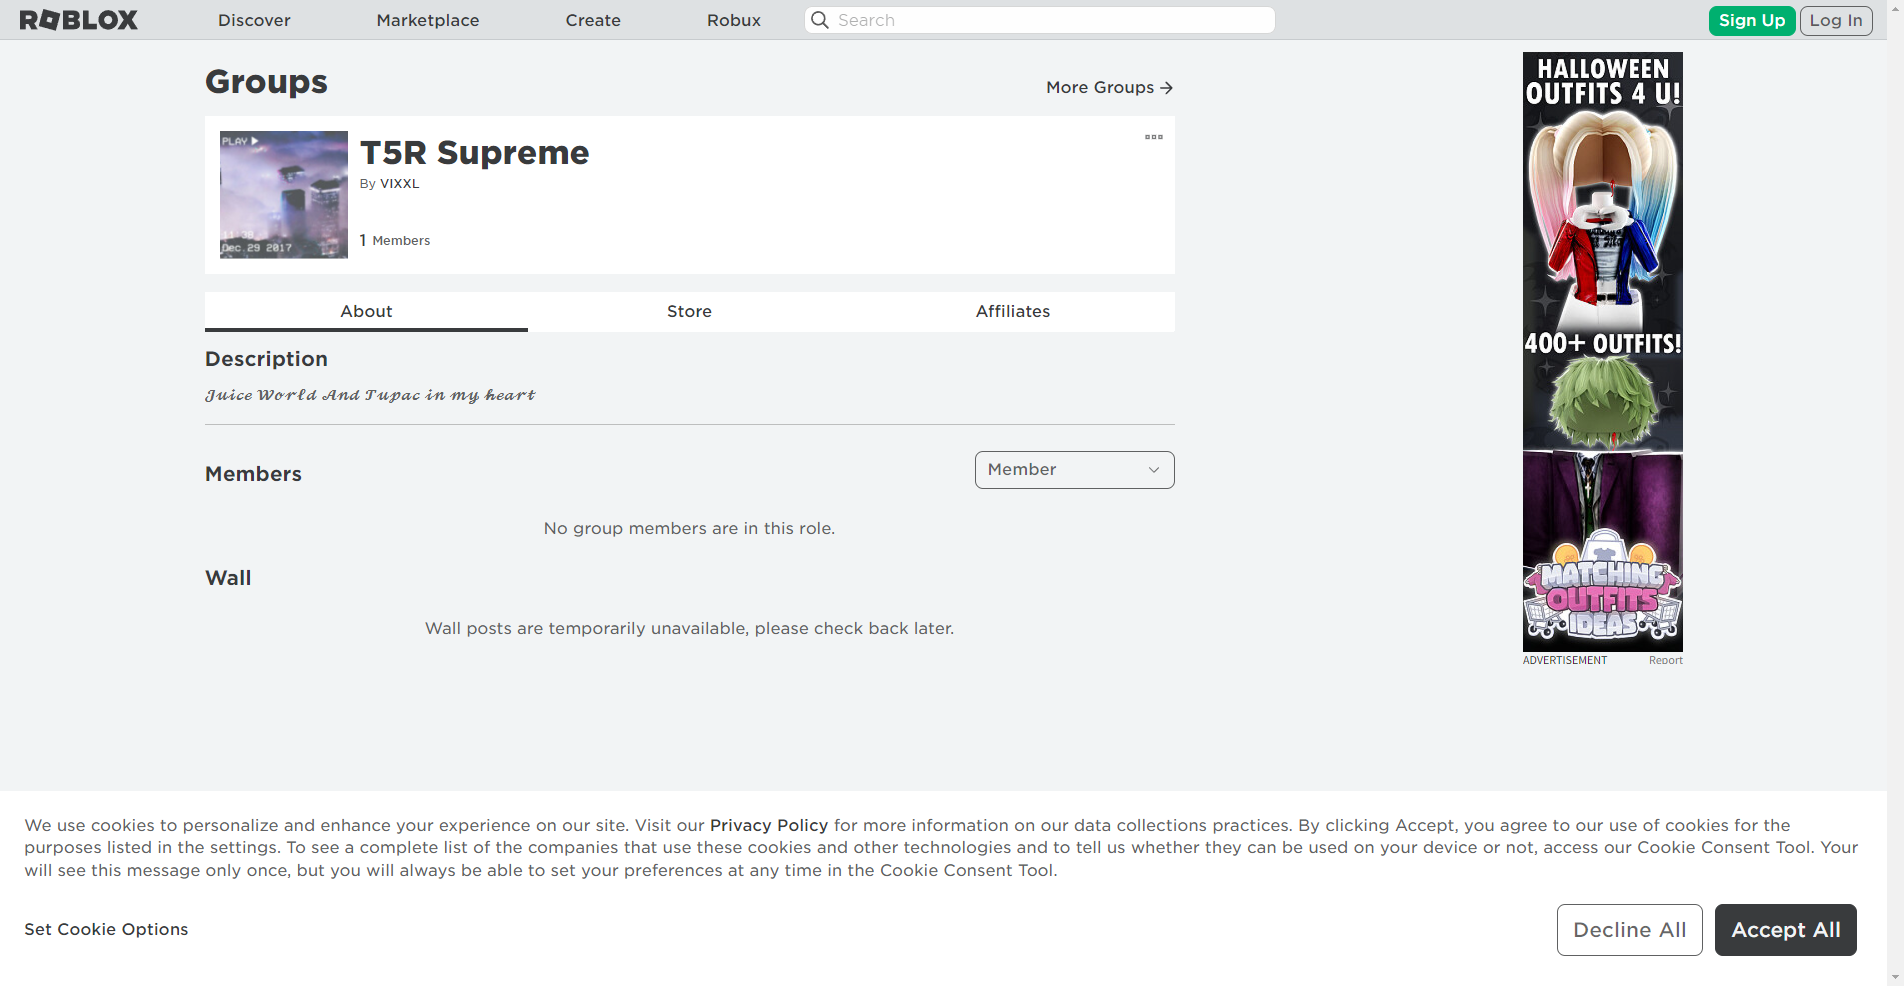 ROBLOX
Discover
Marketplace
Create
Robux
Search
Sign Up
Log In
Groups
More Groups →
PLAY
11:38
Dec.29 2017
T5R Supreme
By VIXXL
1 Members
About
Store
Affiliates
Description
𝓙𝓾𝓲𝓬𝓮 𝓦𝓸𝓻𝓵𝓭 𝓐𝓷𝓭 𝓣𝓾𝓹𝓪𝓬 𝓲𝓷 𝓶𝔂 𝓱𝓮𝓪𝓻𝓽
Members
Member
No group members are in this role.
Wall
Wall posts are temporarily unavailable, please check back later.
HALLOWEEN
OUTFITS 4 U!
400+ OUTFITS!
MATCHING
OUTFITS
IDEAS
ADVERTISEMENT
Report
We use cookies to personalize and enhance your experience on our site. Visit our Privacy Policy for more information on our data collections practices. By clicking Accept, you agree to our use of cookies for the
purposes listed in the settings. To see a complete list of the companies that use these cookies and other technologies and to tell us whether they can be used on your device or not, access our Cookie Consent Tool. Your
will see this message only once, but you will always be able to set your preferences at any time in the Cookie Consent Tool.
Set Cookie Options
Decline All
Accept All